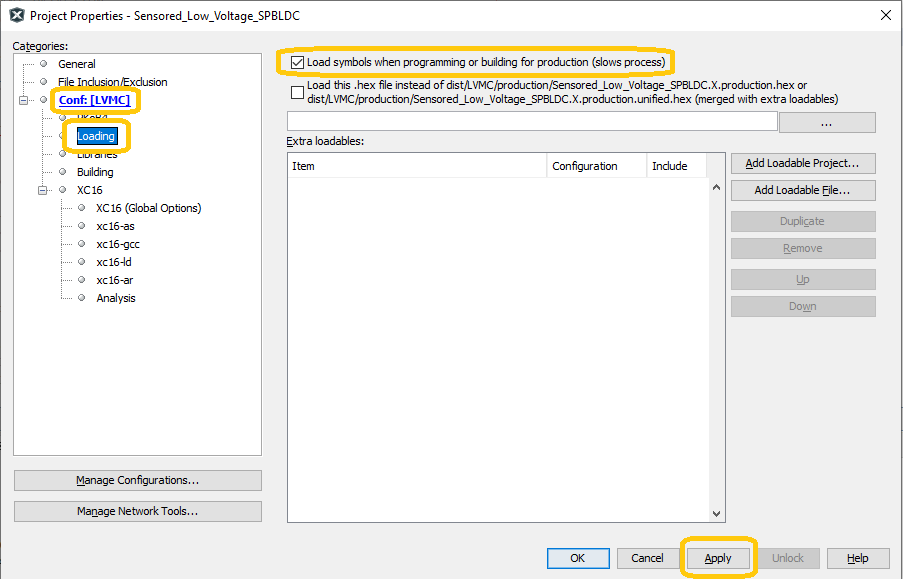 Project Properties - Sensored_Low_Voltage_SPBLDC
Categories:
General
File Inclusion/Exclusion
Conf: [LVMC]
PKoB4
Loading
Libraries
Building
XC16
XC16 (Global Options)
xc16-as
xc16-gcc
xc16-ld
xc16-ar
Analysis
Manage Configurations...
Manage Network Tools...
Load symbols when programming or building for production (slows process)
Load this .hex file instead of dist/LVMC/production/Sensored_Low_Voltage_SPBLDC.X.production.hex or
dist/LVMC/production/Sensored_Low_Voltage_SPBLDC.X.production.unified.hex (merged with extra loadables)
...
Extra loadables:
Item Configuration Include
Add Loadable Project...
Add Loadable File...
Duplicate
Remove
Up
Down
OK Cancel Apply Unlock Help